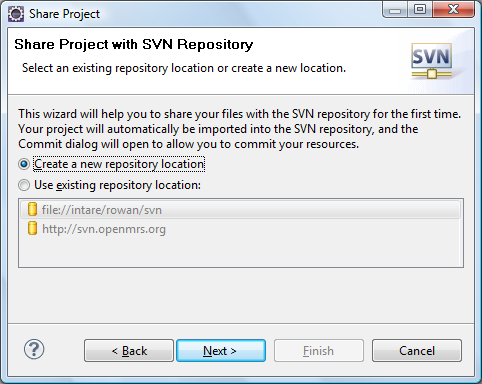 Share Project
Share Project with SVN Repository
Select an existing repository location or create a new location.
SVN
This wizard will help you to share your files with the SVN repository for the first time.
Your project will automatically be imported into the SVN repository, and the
Commit dialog will open to allow you to commit your resources.
Create a new repository location
Use existing repository location:
file://intare/rowan/svn
http://svn.openmrs.org
?
< Back
Next >
Finish
Cancel